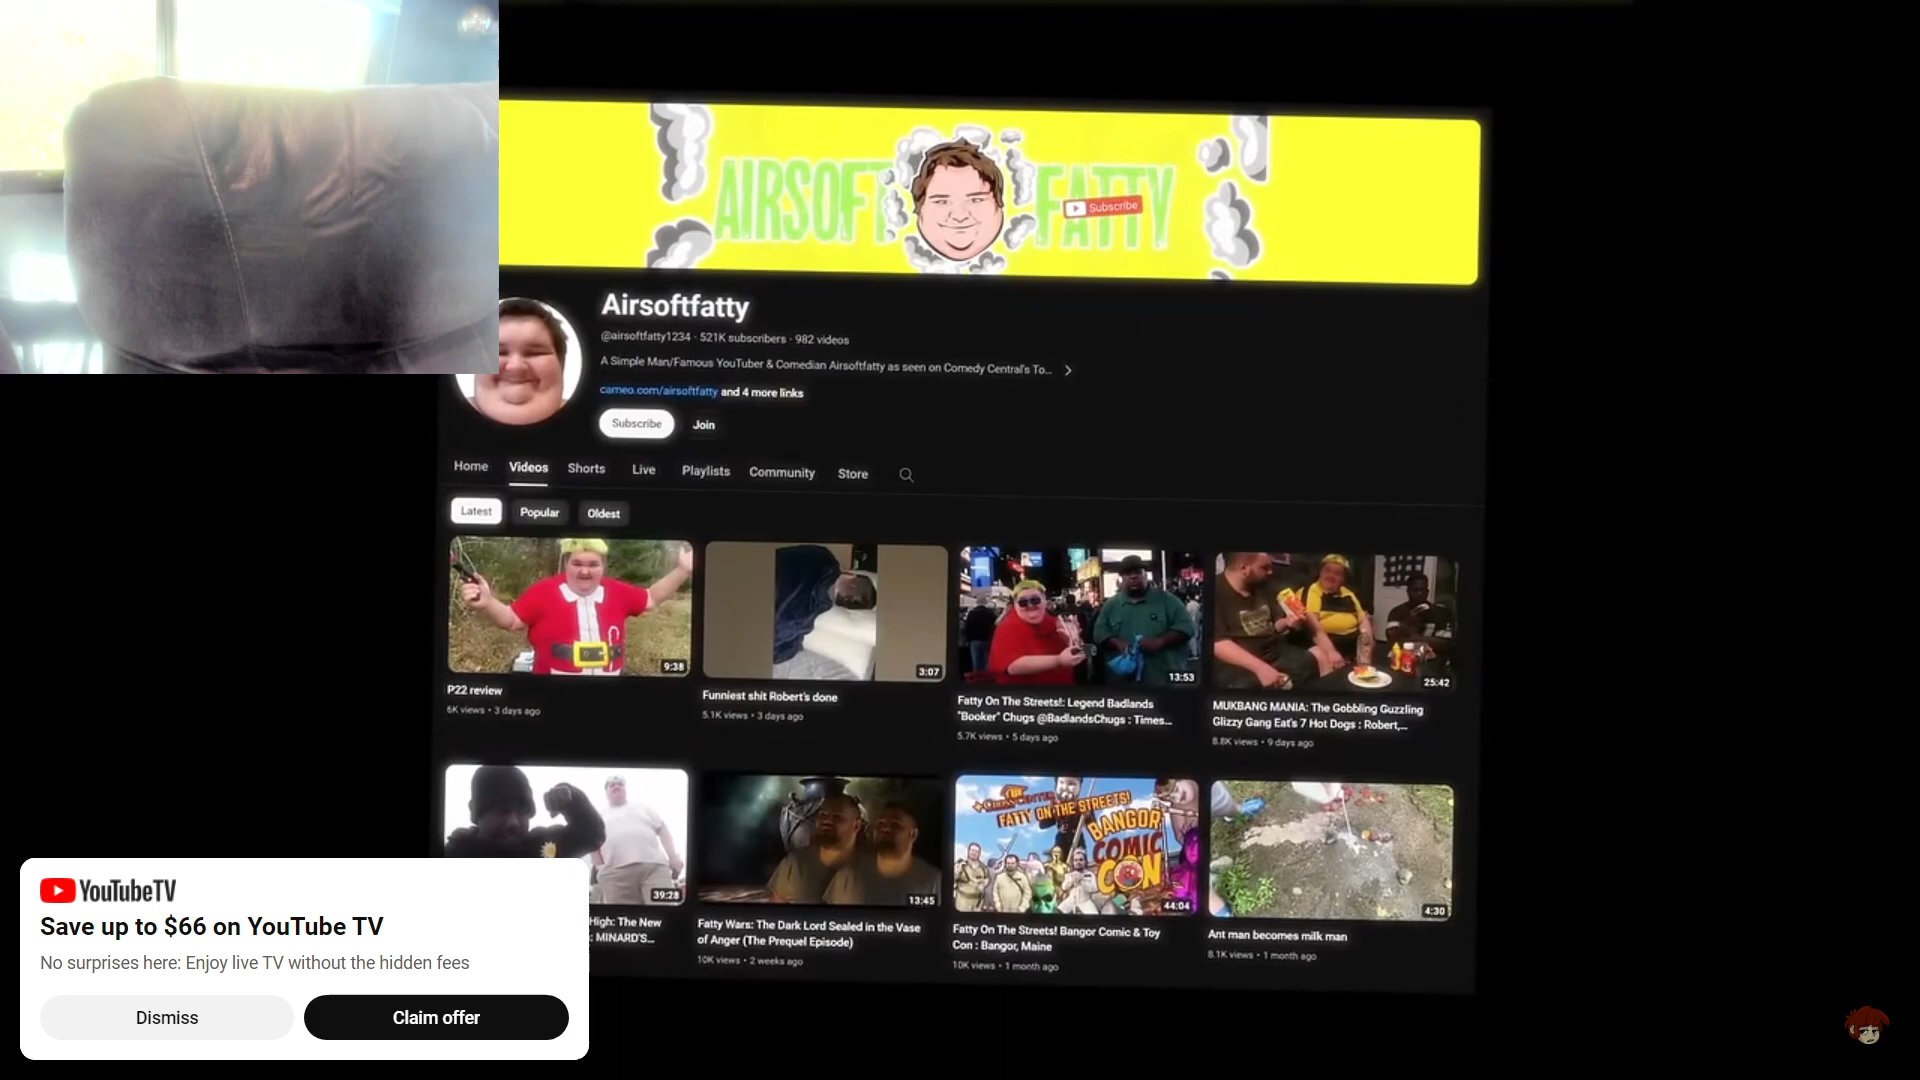 AIRSOFT FATTY
Subscribe
Airsoftfatty
@airsoftfatty1234 · 521K subscribers · 982 videos
A Simple Man/Famous YouTuber & Comedian Airsoftfatty as seen on Comedy Central's To...
cameo.com/airsoftfatty and 4 more links
Subscribe Join
Home Videos Shorts Live Playlists Community Store
Latest Popular Oldest
9:38
P22 review
6K views • 3 days ago
3:07
Funniest shit Robert's done
5.1K views • 3 days ago
13:53
Fatty On The Streets!: Legend Badlands
"Booker" Chugs @BadlandsChugs : Times...
5.7K views • 5 days ago
25:42
MUKBANG MANIA: The Gobbling Guzzling
Glizzy Gang Eat's 7 Hot Dogs : Robert,...
8.8K views • 9 days ago
39:28
High: The New
: MINARD'S...
13:45
Fatty Wars: The Dark Lord Sealed in the Vase
of Anger (The Prequel Episode)
10K views • 2 weeks ago
CROSS CENTER
FATTY ON THE STREETS!
BANGOR
COMIC
CON
44:04
Fatty On The Streets! Bangor Comic & Toy
Con : Bangor, Maine
10K views • 1 month ago
4:30
Ant man becomes milk man
8.1K views • 1 month ago
YouTubeTV
Save up to $66 on YouTube TV
No surprises here: Enjoy live TV without the hidden fees
Dismiss Claim offer